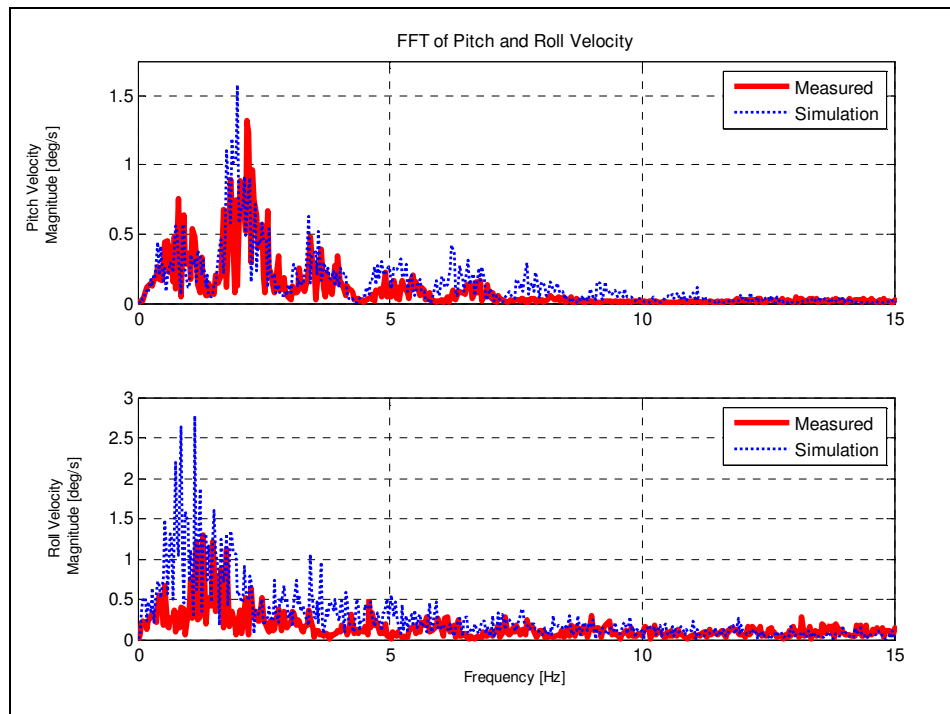 FFT of Pitch and Roll Velocity
Pitch Velocity
Magnitude [deg/s]
1.5
1
0.5
0
0
5
10
15
Measured
Simulation
Roll Velocity
Magnitude [deg/s]
3
2.5
2
1.5
1
0.5
0
0
5
10
15
Measured
Simulation
Frequency [Hz]